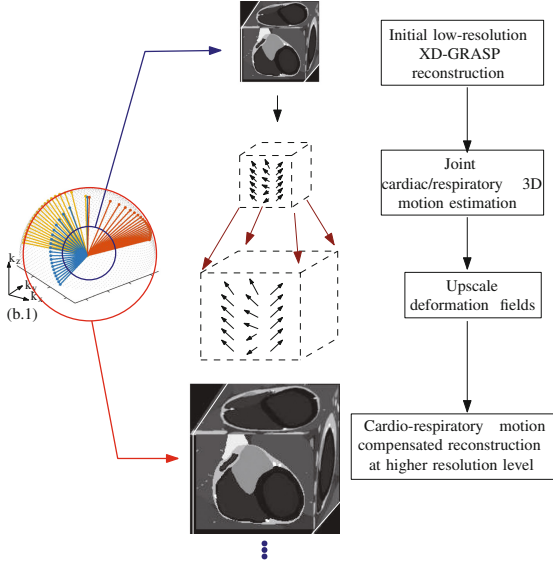 Initial low-resolution
XD-GRASP
reconstruction
Joint
cardiac/respiratory 3D
motion estimation
Upscale
deformation fields
Cardio-respiratory motion
compensated reconstruction
at higher resolution level
k z
k y
k x
(b.1)